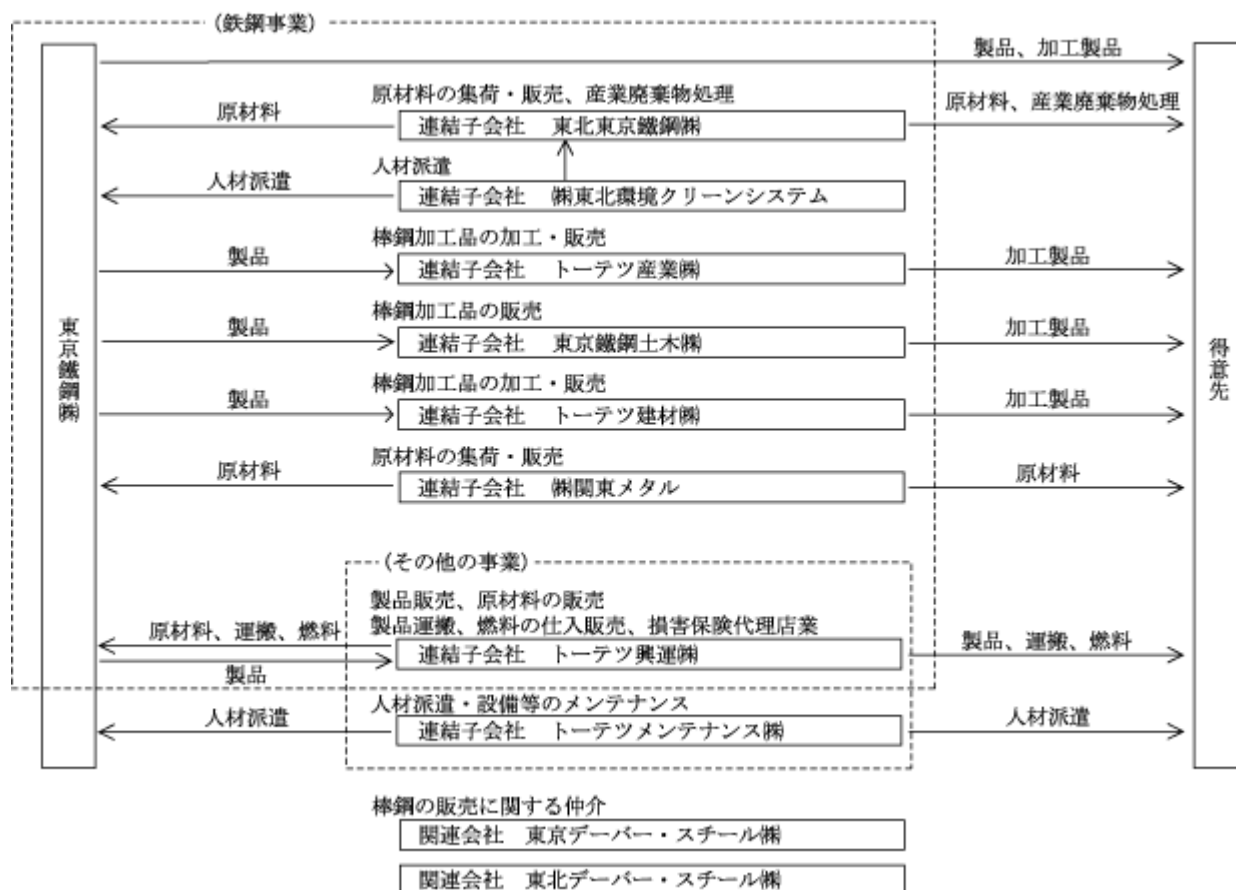 (鉄鋼事業)
東京鐵鋼㈱
得意先
製品、加工製品
原材料の集荷・販売、産業廃棄物処理
原材料
連結子会社 東北東京鐵鋼㈱
原材料、産業廃棄物処理
人材派遣
人材派遣
連結子会社 ㈱東北環境クリーンシステム
棒鋼加工品の加工・販売
製品
連結子会社 トーテツ産業㈱
加工製品
棒鋼加工品の販売
製品
連結子会社 東京鐵鋼土木㈱
加工製品
棒鋼加工品の加工・販売
製品
連結子会社 トーテツ建材㈱
加工製品
原材料の集荷・販売
原材料
連結子会社 ㈱関東メタル
原材料
(その他の事業)
製品販売、原材料の販売
製品運搬、燃料の仕入販売、損害保険代理店業
原材料、運搬、燃料
連結子会社 トーテツ興運㈱
製品、運搬、燃料
製品
人材派遣・設備等のメンテナンス
人材派遣
連結子会社 トーテツメンテナンス㈱
人材派遣
棒鋼の販売に関する仲介
関連会社 東京デーバー・スチール㈱
関連会社 東北デーバー・スチール㈱